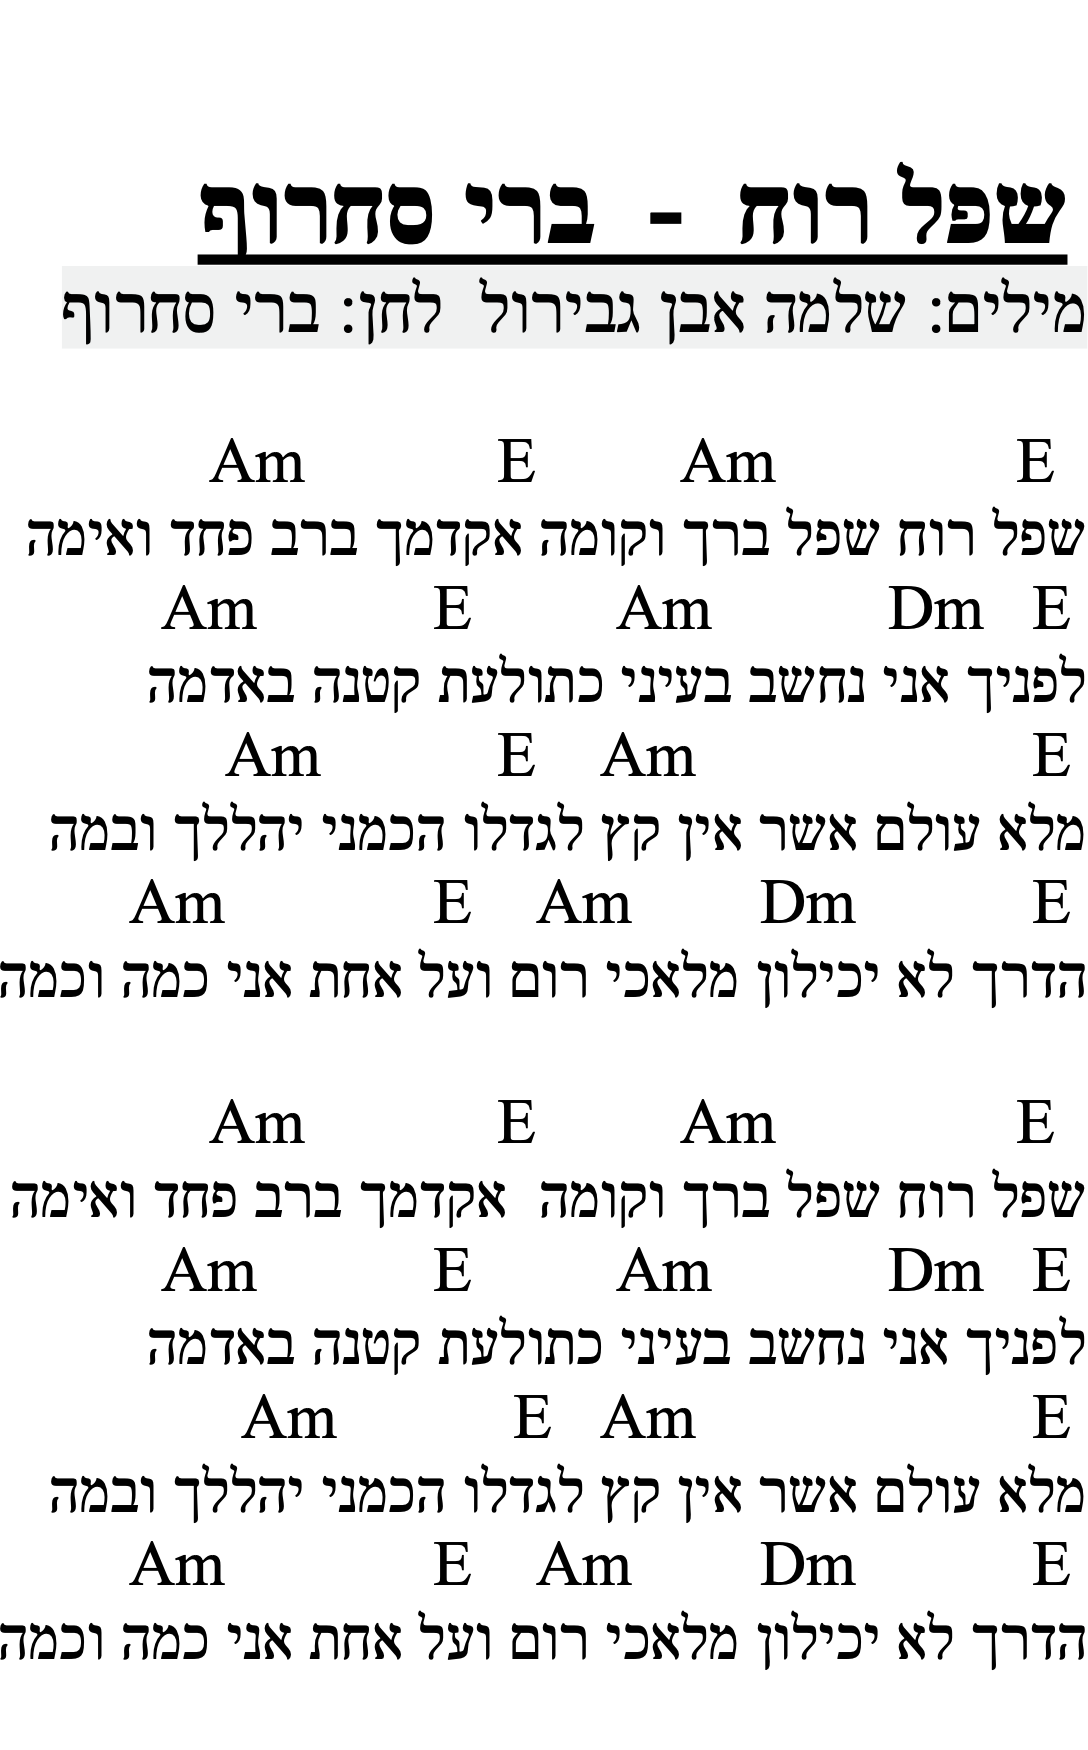 שפל רוח - ברי סחרוף
מילים: שלמה אבן גבירול  לחן: ברי סחרוף
E Am E Am
שפל רוח שפל ברך וקומה אקדמך ברב פחד ואימה
E Dm Am E Am
לפניך אני נחשב בעיני כתולעת קטנה באדמה
E Am E Am
מלא עולם אשר אין קץ לגדלו הכמני יהללך ובמה
E Dm Am E Am
הדרך לא יכילון מלאכי רום ועל אחת אני כמה וכמה
E Am E Am
שפל רוח שפל ברך וקומה  אקדמך ברב פחד ואימה
E Dm Am E Am
לפניך אני נחשב בעיני כתולעת קטנה באדמה
E Am E Am
מלא עולם אשר אין קץ לגדלו הכמני יהללך ובמה
E Dm Am E Am
הדרך לא יכילון מלאכי רום ועל אחת אני כמה וכמה